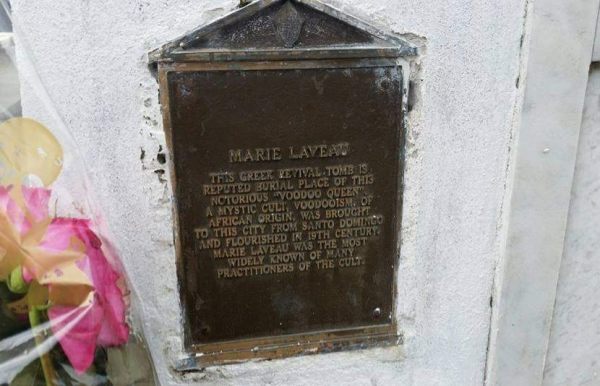 MARIE LAVEAU
THIS GREEK REVIVAL TOMB IS
REPUTED BURIAL PLACE OF THIS
NOTORIOUS "VOODOO QUEEN".
A MYSTIC CULT, VOODOOISM, OF
AFRICAN ORIGIN, WAS BROUGHT
TO THIS CITY FROM SANTO DOMINGO
AND FLOURISHED IN 19TH CENTURY.
MARIE LAVEAU WAS THE MOST
WIDELY KNOWN OF MANY
PRACTITIONERS OF THE CULT.